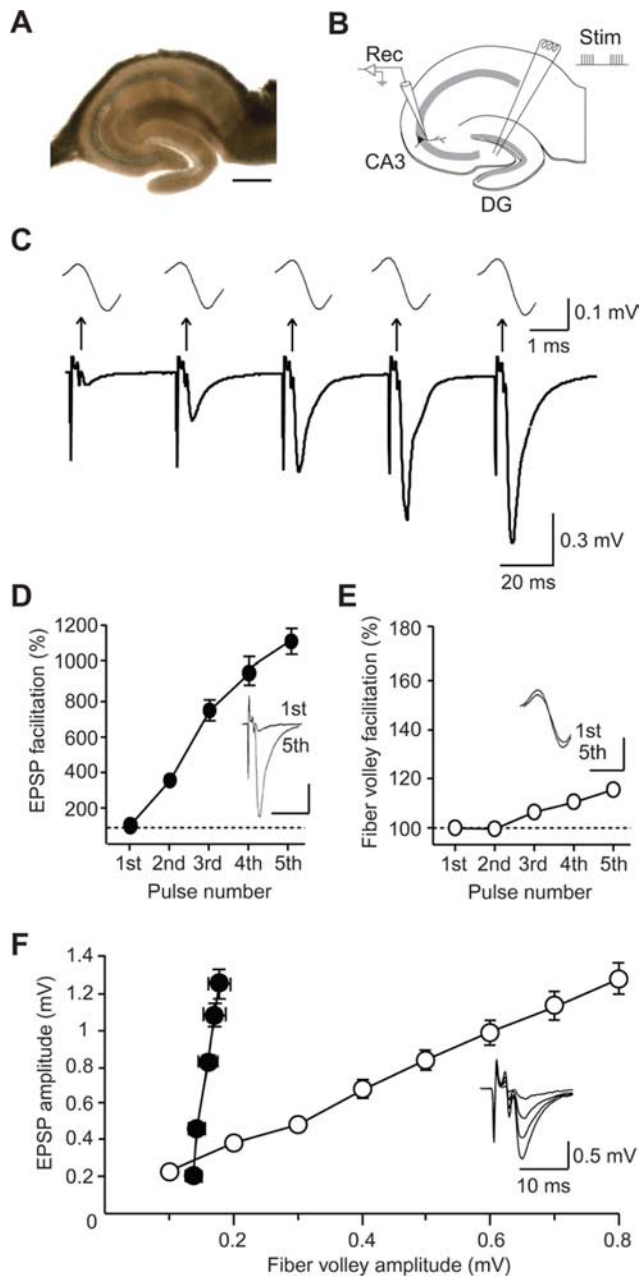 A
B
Rec
Stim
CA3
DG
C
0.1 mV
1 ms
0.3 mV
20 ms
D
EPSP facilitation (%)
1200
1000
800
600
400
200
1st
5th
1st 2nd 3rd 4th 5th
Pulse number
E
Fiber volley facilitation (%)
180
160
140
120
100
1st
5th
1st 2nd 3rd 4th 5th
Pulse number
F
EPSP amplitude (mV)
1.4
1.2
1
0.8
0.6
0.4
0.2
0
0.5 mV
10 ms
0.2 0.4 0.6 0.8
Fiber volley amplitude (mV)